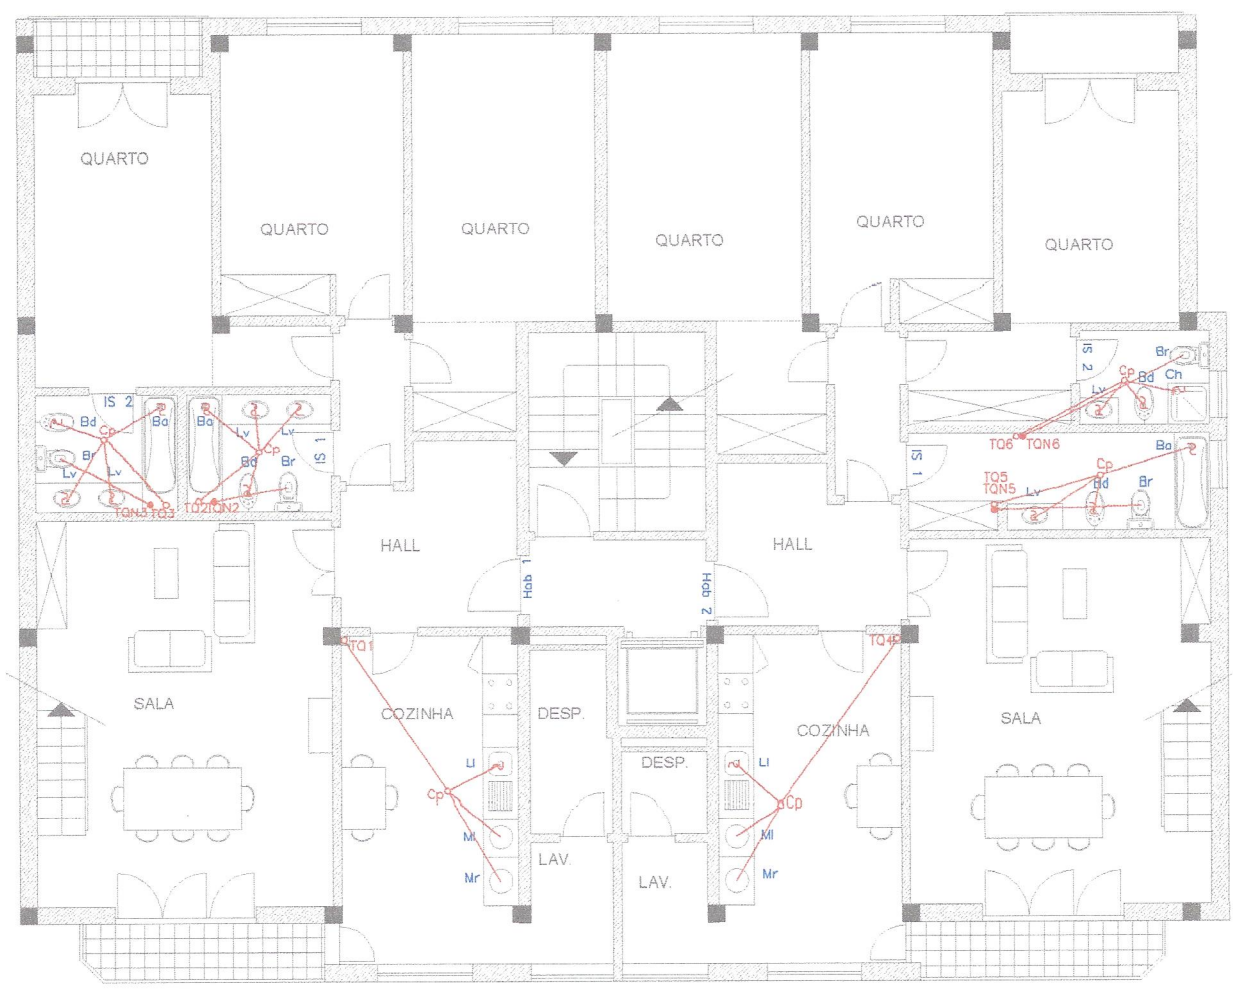 QUARTO
QUARTO
QUARTO
QUARTO
QUARTO
QUARTO
IS 2
Bd
Ba
Ba
Lv
Lv
IS 1
Cp
Cp
Br
Bd
Br
Lv
Lv
TQN3 TQ3
TQ2 TQN2
IS 2
Br
Cp
Bd
Ch
Lv
TQ6
TQN6
IS 1
Ba
Cp
TQ5
TQN5
Lv
Bd
Br
HALL
HALL
Hab 1
Hab 2
TQ1
TQ4
SALA
COZINHA
DESP.
COZINHA
SALA
LI
DESP.
LI
Cp
Cp
Ml
Ml
LAV.
Mr
LAV.
Mr